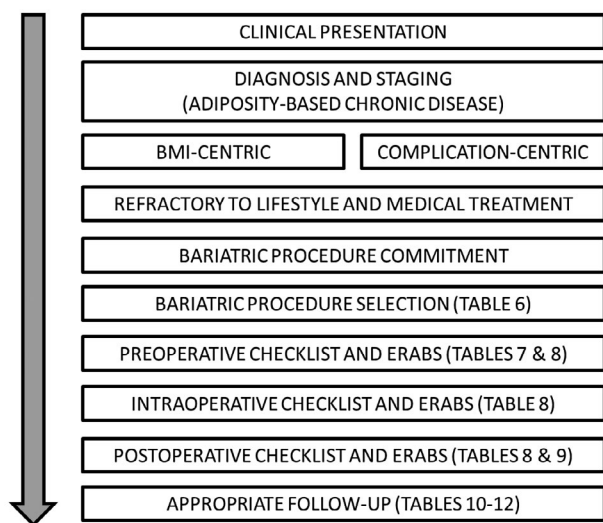 CLINICAL PRESENTATION
DIAGNOSIS AND STAGING
(ADIPOSITY-BASED CHRONIC DISEASE)
BMI-CENTRIC
COMPLICATION-CENTRIC
REFRACTORY TO LIFESTYLE AND MEDICAL TREATMENT
BARIATRIC PROCEDURE COMMITMENT
BARIATRIC PROCEDURE SELECTION (TABLE 6)
PREOPERATIVE CHECKLIST AND ERABS (TABLES 7 & 8)
INTRAOPERATIVE CHECKLIST AND ERABS (TABLE 8)
POSTOPERATIVE CHECKLIST AND ERABS (TABLES 8 & 9)
APPROPRIATE FOLLOW-UP (TABLES 10-12)